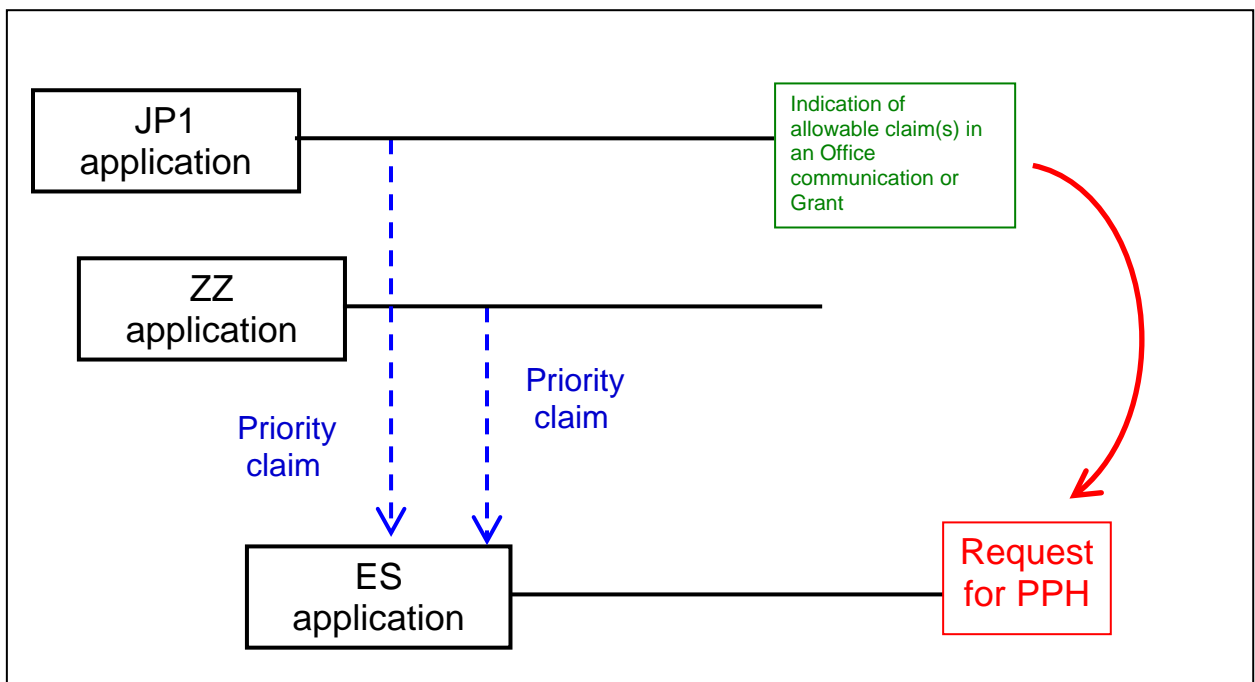 JP1
application
Indication of
allowable claim(s) in
an Office
communication or
Grant
ZZ
application
Priority
claim
Priority
claim
ES
application
Request
for PPH